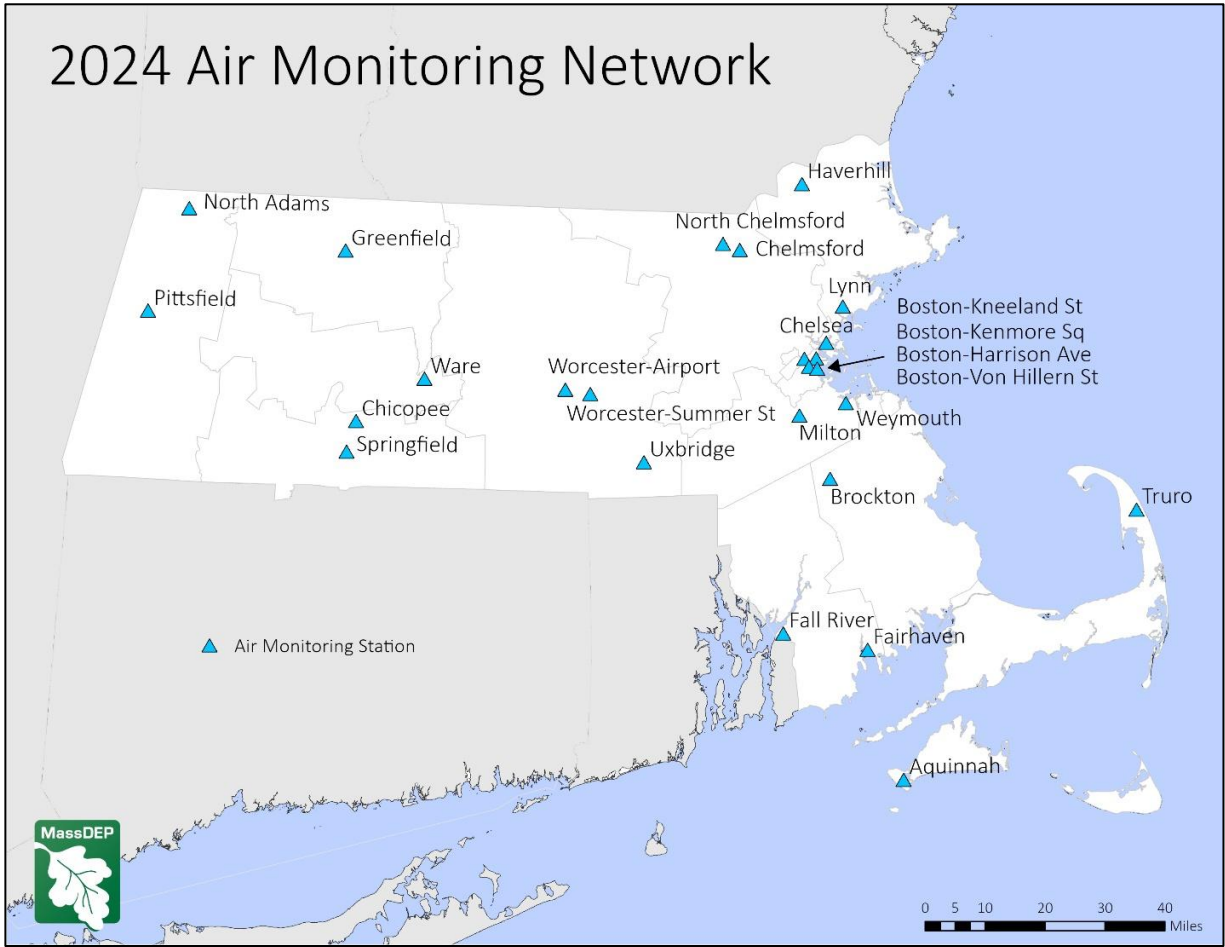 2024 Air Monitoring Network
Haverhill
North Adams
North Chelmsford
Greenfield
Chelmsford
Lynn
Pittsfield
Boston-Kneeland St
Chelsea
Boston-Kenmore Sq
Boston-Harrison Ave
Ware
Worcester-Airport
Boston-Von Hillern St
Chicopee
Worcester-Summer St
Weymouth
Milton
Springfield
Uxbridge
Brockton
Truro
Fall River
Fairhaven
Air Monitoring Station
Aquinnah
MassDEP
0 5 10 20 30 40
Miles